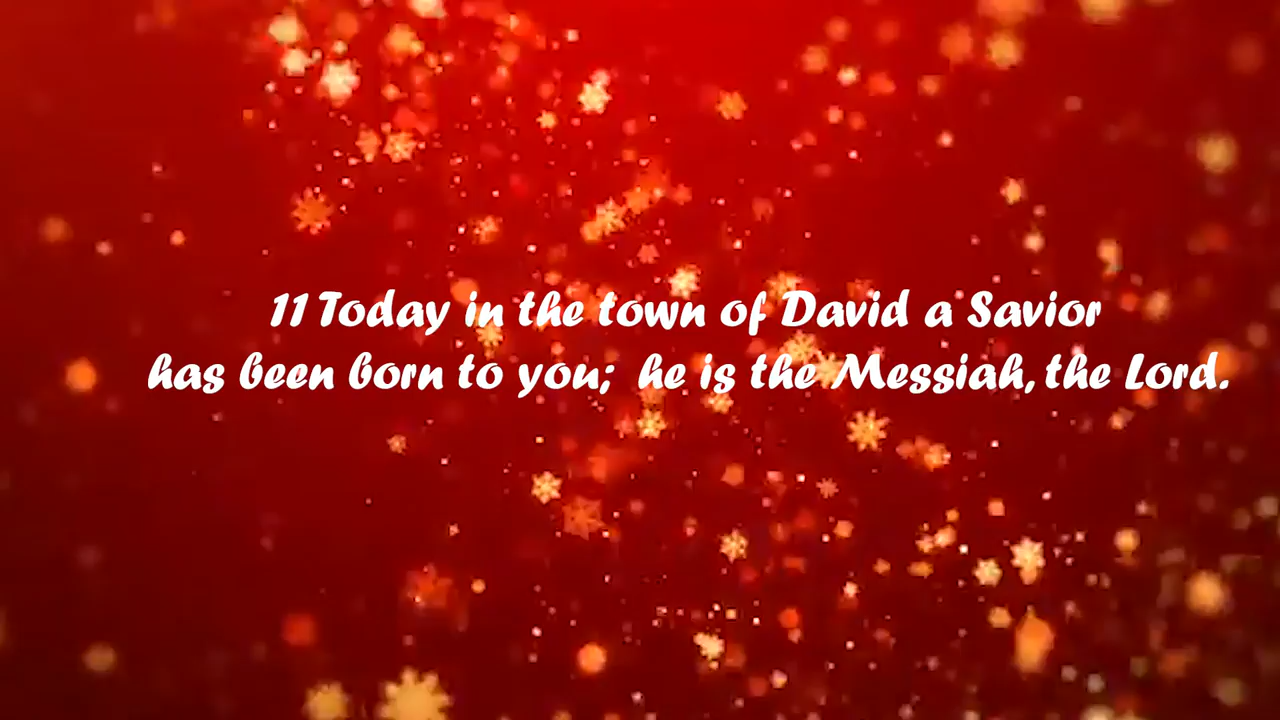 11 Today in the town of David a Savior
has been born to you;  he is the Messiah, the Lord.